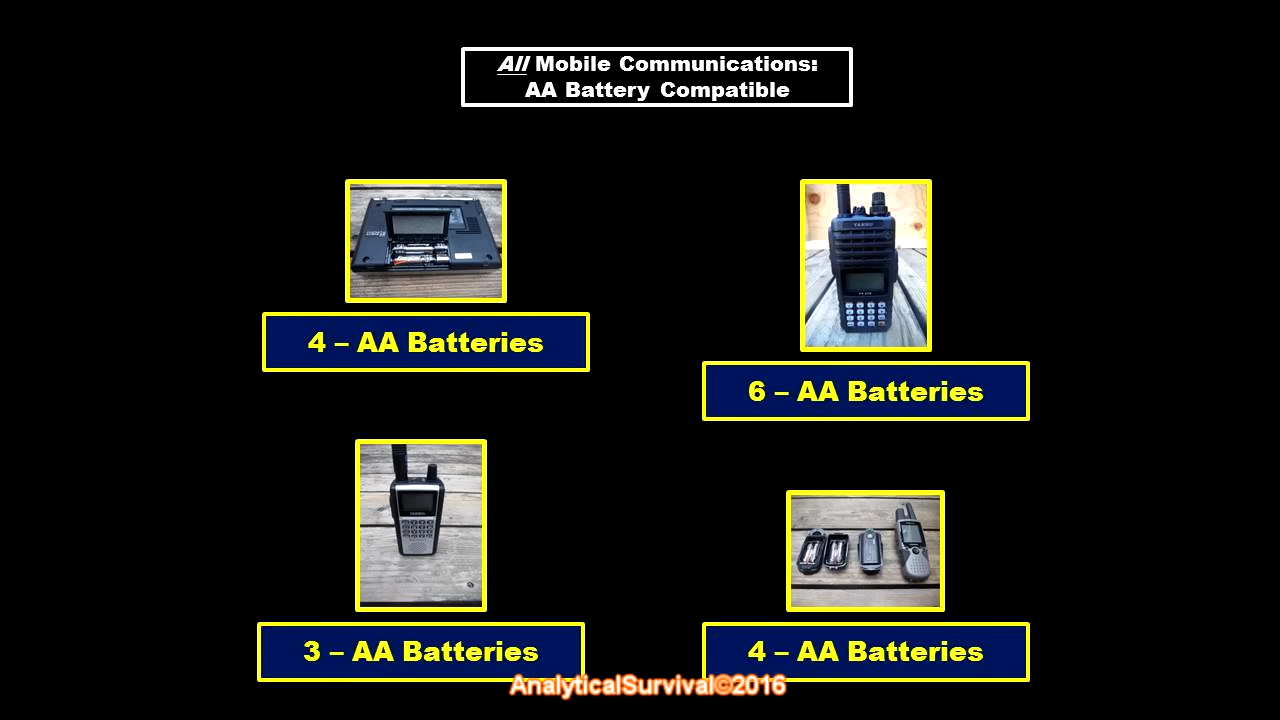 All Mobile Communications:
AA Battery Compatible
4 – AA Batteries
YAESU
6 – AA Batteries
3 – AA Batteries
4 – AA Batteries
AnalyticalSurvival©2016